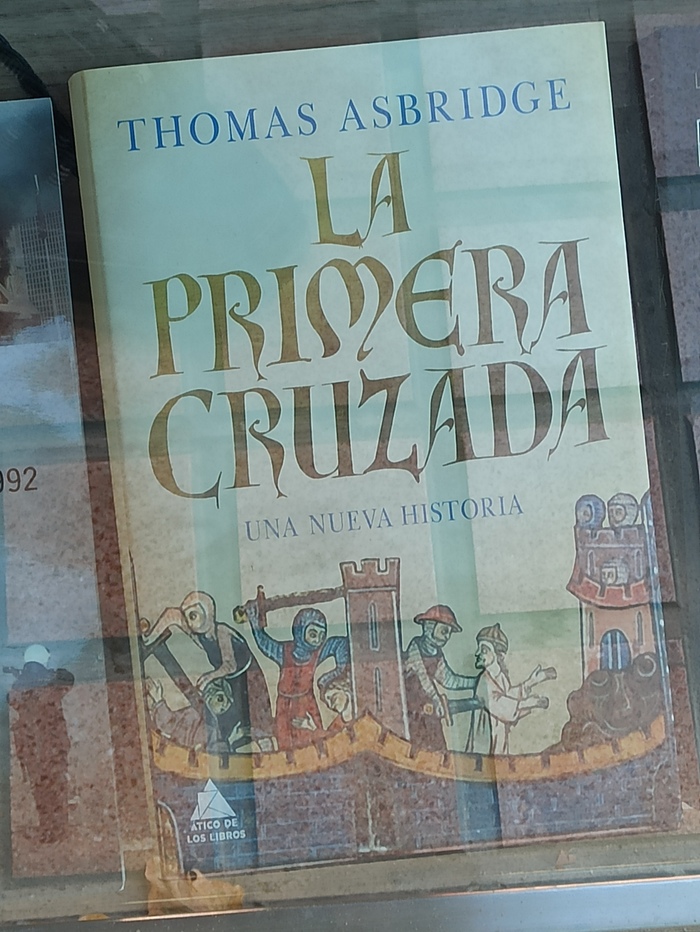 THOMAS ASBRIDGE
LA
PRIMERA
CRUZADA
UNA NUEVA HISTORIA
ÁTICO DE
LOS LIBROS
992